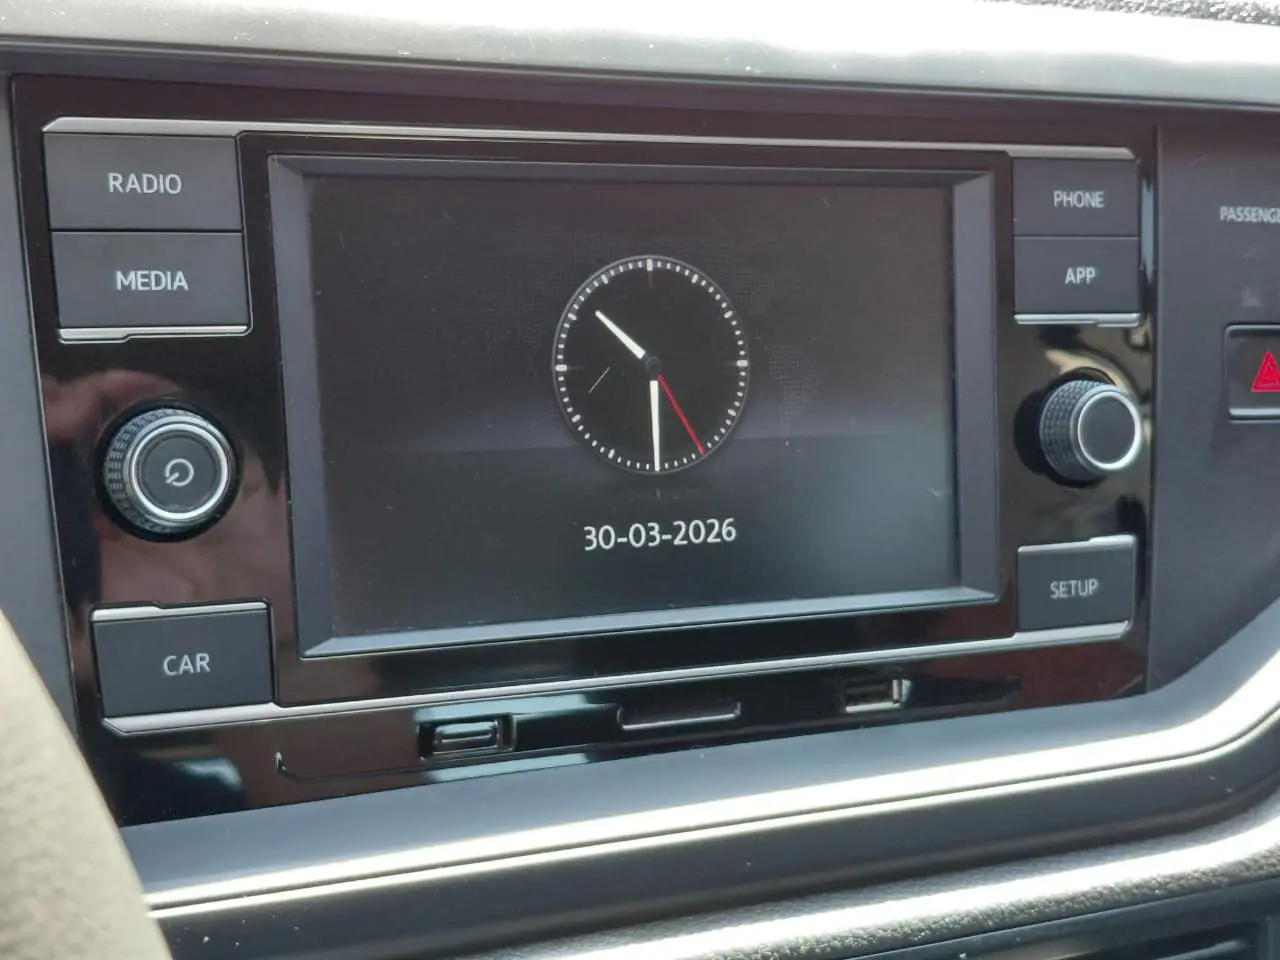 RADIO
MEDIA
CAR
30-03-2026
PHONE
APP
SETUP